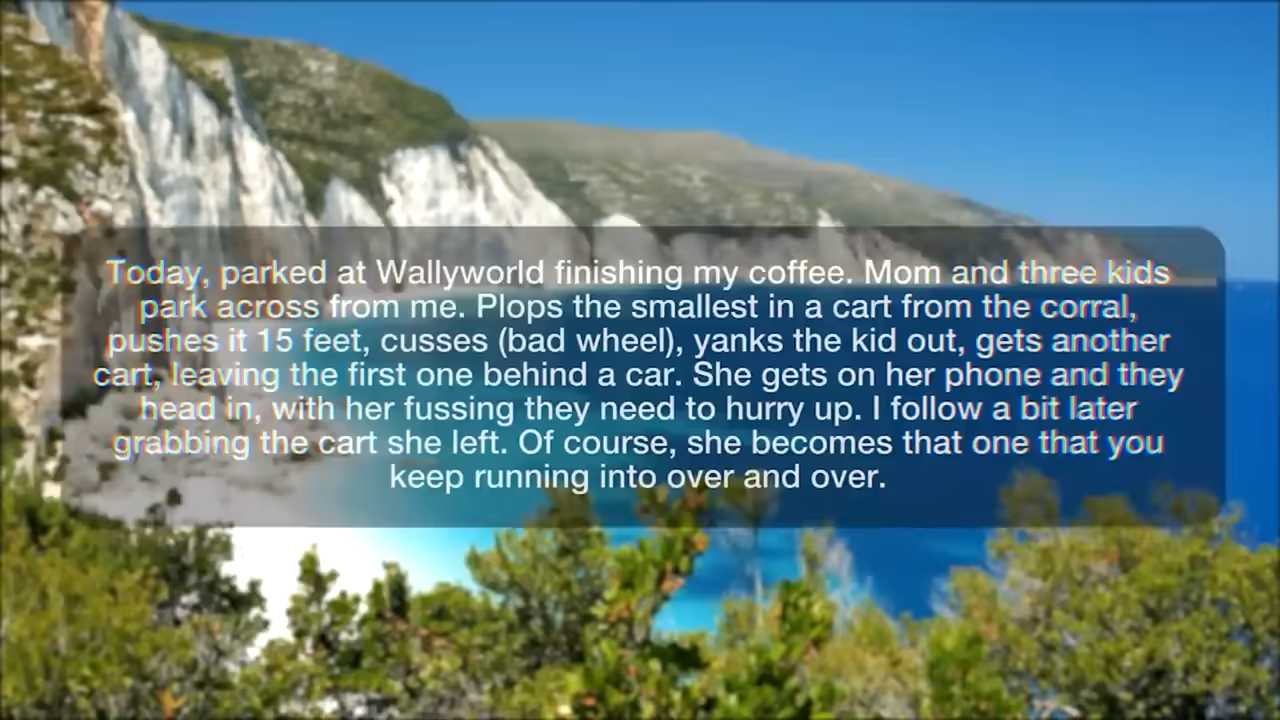 Today, parked at Wallyworld finishing my coffee. Mom and three kids
park across from me. Plops the smallest in a cart from the corral,
pushes it 15 feet, cusses (bad wheel), yanks the kid out, gets another
cart, leaving the first one behind a car. She gets on her phone and they
head in, with her fussing they need to hurry up. I follow a bit later
grabbing the cart she left. Of course, she becomes that one that you
keep running into over and over.